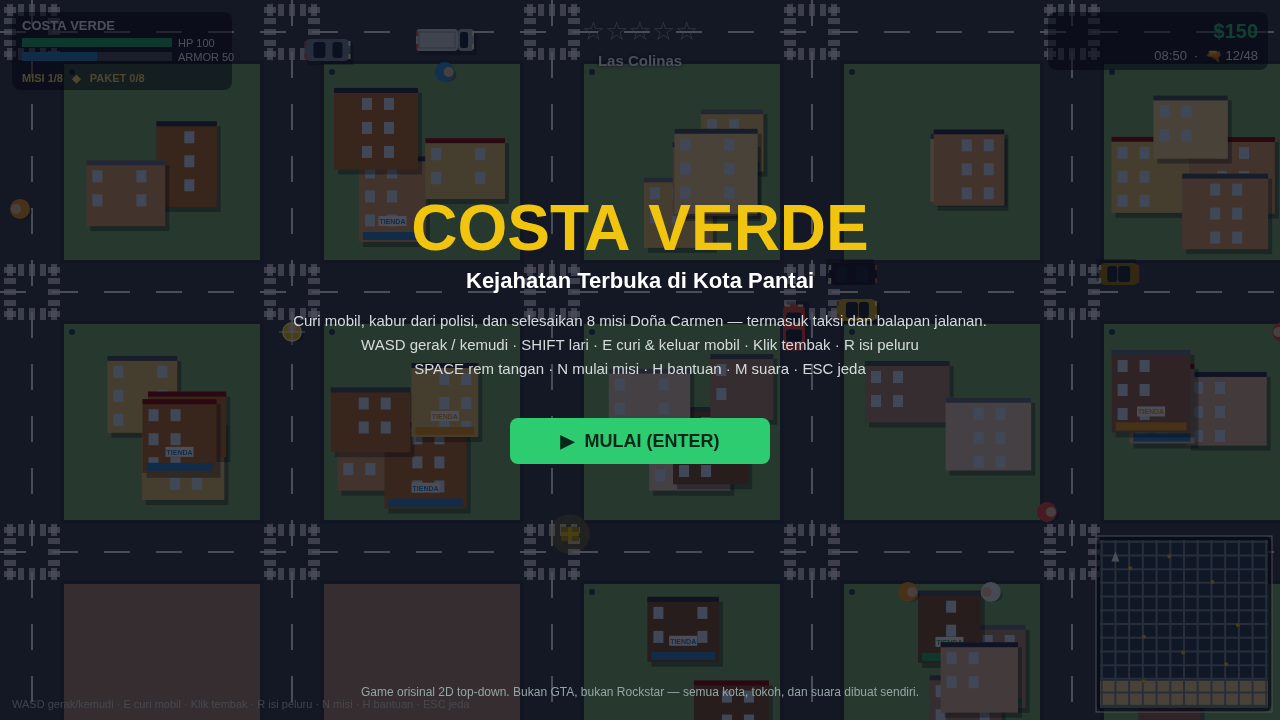 COSTA VERDE
HP 100
ARMOR 50
MISI 1/8 ◆ PAKET 0/8
☆☆☆☆☆
Las Colinas
$150
08:50 · 🔫 12/48
TIENDA
COSTA VERDE
Kejahatan Terbuka di Kota Pantai
Curi mobil, kabur dari polisi, dan selesaikan 8 misi Doña Carmen — termasuk taksi dan balapan jalanan.
WASD gerak / kemudi · SHIFT lari · E curi & keluar mobil · Klik tembak · R isi peluru
SPACE rem tangan · N mulai misi · H bantuan · M suara · ESC jeda
TIENDA
TIENDA
▶ MULAI (ENTER)
TIENDA
TIENDA
TIENDA
TIENDA
Game orisinal 2D top-down. Bukan GTA, bukan Rockstar — semua kota, tokoh, dan suara dibuat sendiri.
WASD gerak/kemudi · E curi mobil · Klik tembak · R isi peluru · N misi · H bantuan · ESC jeda